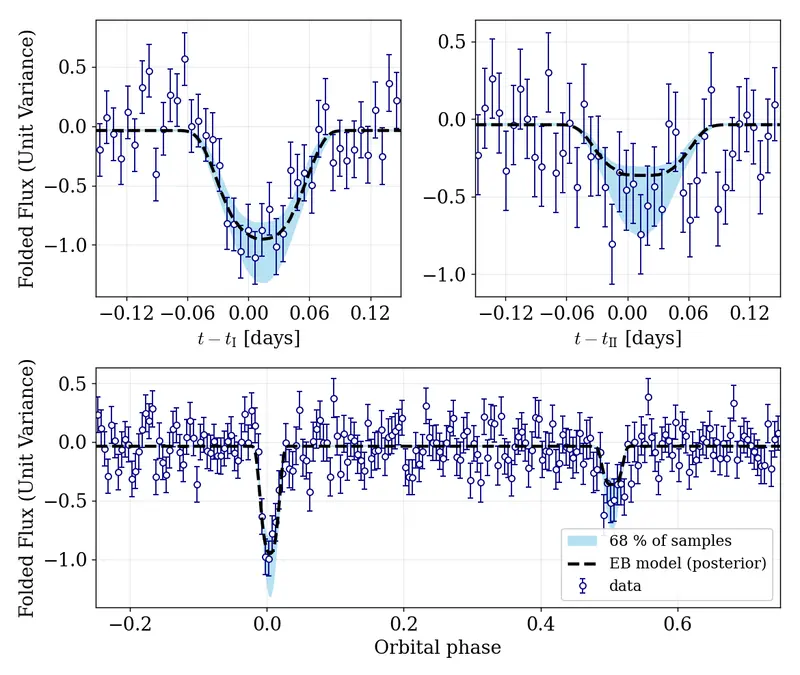 Folded Flux (Unit Variance)
0.5
0.0
−0.5
−1.0
−0.12 −0.06 0.00 0.06 0.12
t − tI [days]
0.5
0.0
−0.5
−1.0
−0.12 −0.06 0.00 0.06 0.12
t − tII [days]
Folded Flux (Unit Variance)
0.5
0.0
−0.5
−1.0
68 % of samples
EB model (posterior)
data
−0.2 0.0 0.2 0.4 0.6
Orbital phase